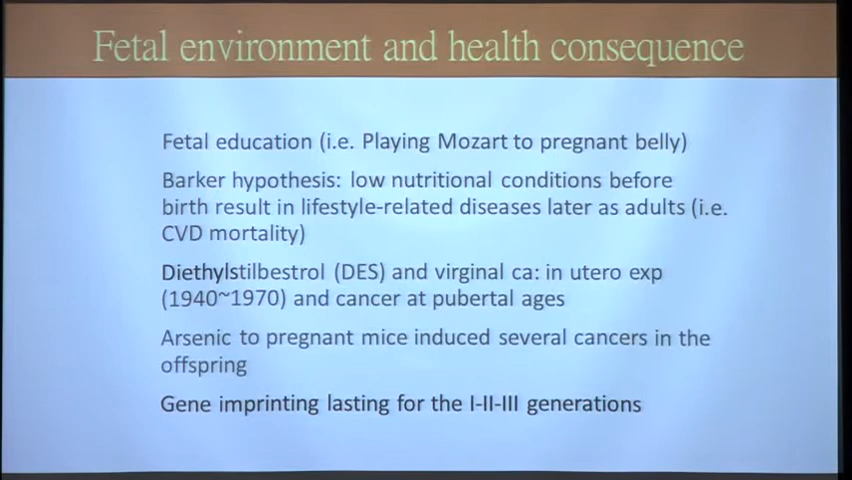 Fetal environment and health consequence
Fetal education (i.e. Playing Mozart to pregnant belly)
Barker hypothesis: low nutritional conditions before
birth result in lifestyle-related diseases later as adults (i.e.
CVD mortality)
Diethylstilbestrol (DES) and virginal ca: in utero exp
(1940~1970) and cancer at pubertal ages
Arsenic to pregnant mice induced several cancers in the
offspring
Gene imprinting lasting for the I-II-III generations